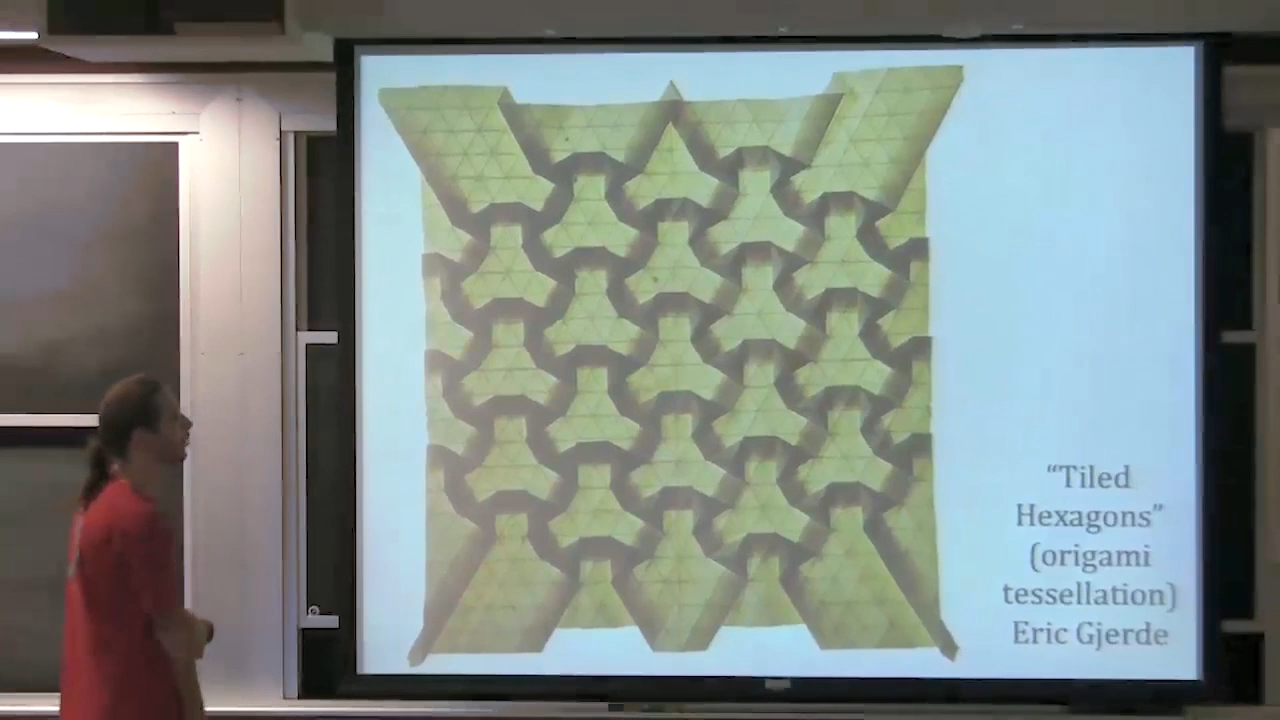 “Tiled
Hexagons”
(origami
tessellation)
Eric Gjerde